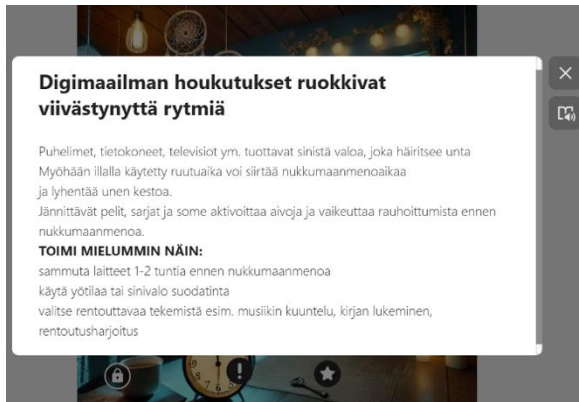 Digimaailman houkutukset ruokkivat
viivästynyttä rytmiä
Puhelimet, tietokoneet, televisiot ym. tuottavat sinistä valoa, joka häiritsee unta
Myöhään illalla käytetty ruutuaika voi siirtää nukkumaanmenoaikaa
ja lyhentää unen kestoa.
Jännittävät pelit, sarjat ja some aktivoittaa aivoja ja vaikeuttaa rauhoittumista ennen
nukkumaanmenoa.
TOIMI MIELUMMIN NÄIN:
sammuta laitteet 1-2 tuntia ennen nukkumaanmenoa
käytä yötilaa tai sinivalo suodatinta
valitse rentouttavaa tekemistä esim. musiikin kuuntelu, kirjan lukeminen,
rentoutusharjoitus